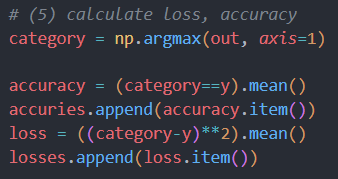 # (5) calculate loss, accuracy
category = np.argmax(out, axis=1)
accuracy = (category==y).mean()
accuries.append(accuracy.item())
loss = ((category-y)**2).mean()
losses.append(loss.item())